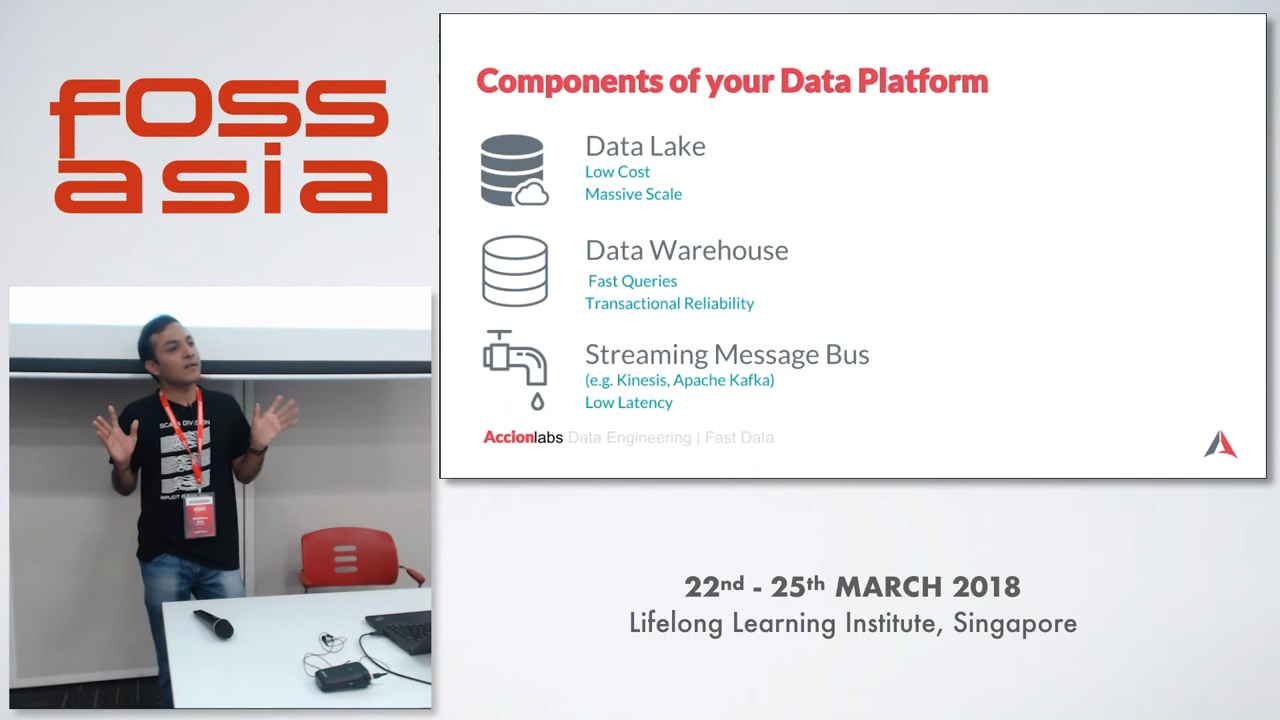 foss
asia
Components of your Data Platform
Data Lake
Low Cost
Massive Scale
Data Warehouse
Fast Queries
Transactional Reliability
Streaming Message Bus
(e.g. Kinesis, Apache Kafka)
Low Latency
Accionlabs Data Engineering | Fast Data
SCALA DIVISION
22nd - 25th MARCH 2018
Lifelong Learning Institute, Singapore